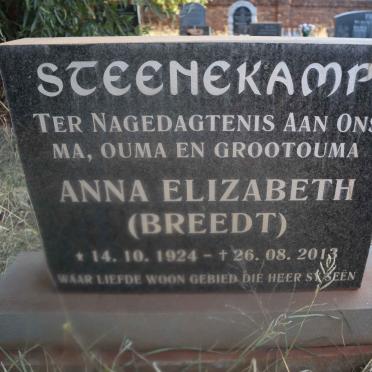 STEENEKAMP
TER NAGEDAGTENIS AAN ONS
MA, OUMA EN GROOTOUMA
ANNA ELIZABETH
(BREEDT)
* 14. 10. 1924 - † 26. 08. 2013
WAAR LIEFDE WOON GEBIED DIE HEER SY SEËN